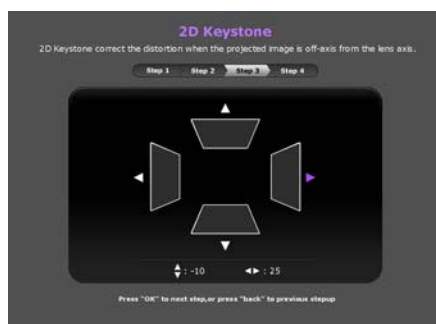 2D Keystone
2D Keystone correct the distortion when the projected image is off-axis from the lens axis.
Step 1 Step 2 Step 3 Step 4
: -10 : 25
Press "OK" to next step,or press "back" to previous stepup